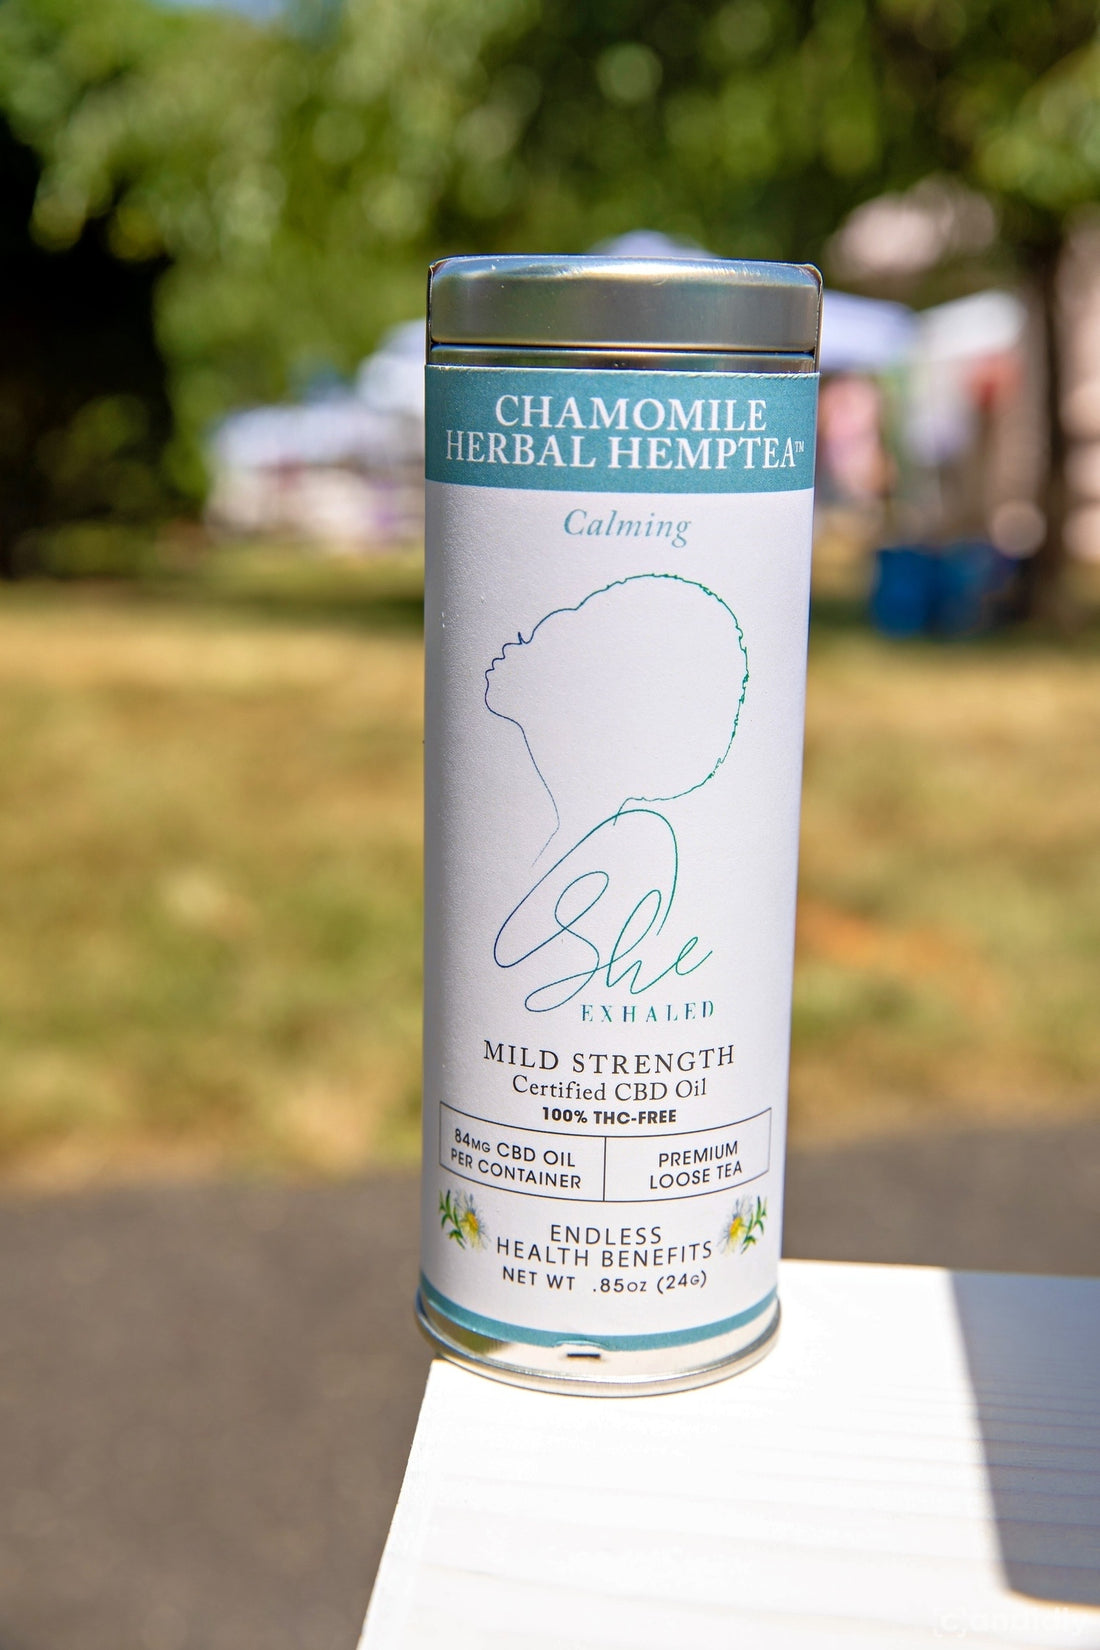 CHAMOMILE
HERBAL HEMPTEA™
Calming
She
EXHALED
MILD STRENGTH
Certified CBD Oil
100% THC-FREE
84MG CBD OIL
PER CONTAINER
PREMIUM
LOOSE TEA
ENDLESS
HEALTH BENEFITS
NET WT .85OZ (24G)
[c]andidly